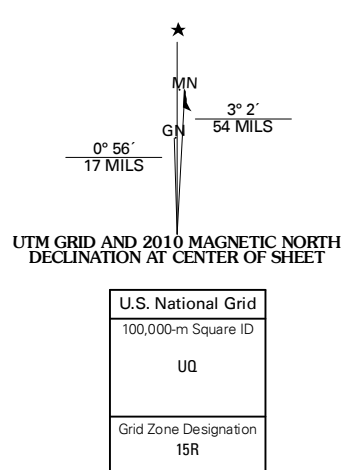 ★
MN
GN
3° 2´
54 MILS
0° 56´
17 MILS
UTM GRID AND 2010 MAGNETIC NORTH
DECLINATION AT CENTER OF SHEET
U.S. National Grid
100,000-m Square ID
UQ
Grid Zone Designation
15R